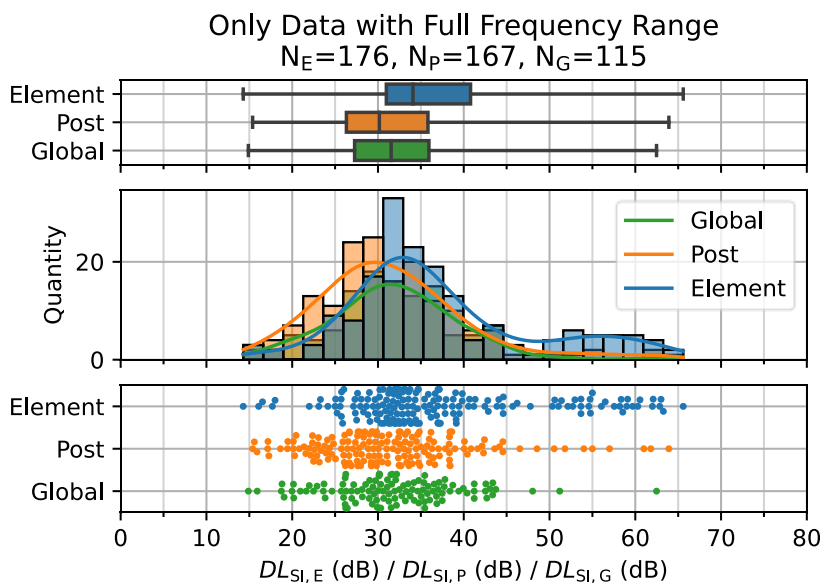 Only Data with Full Frequency Range
N_E=176, N_P=167, N_G=115
Element
Post
Global
Quantity
20
0
Global
Post
Element
Element
Post
Global
0 10 20 30 40 50 60 70 80
DL_SI,E (dB) / DL_SI,P (dB) / DL_SI,G (dB)